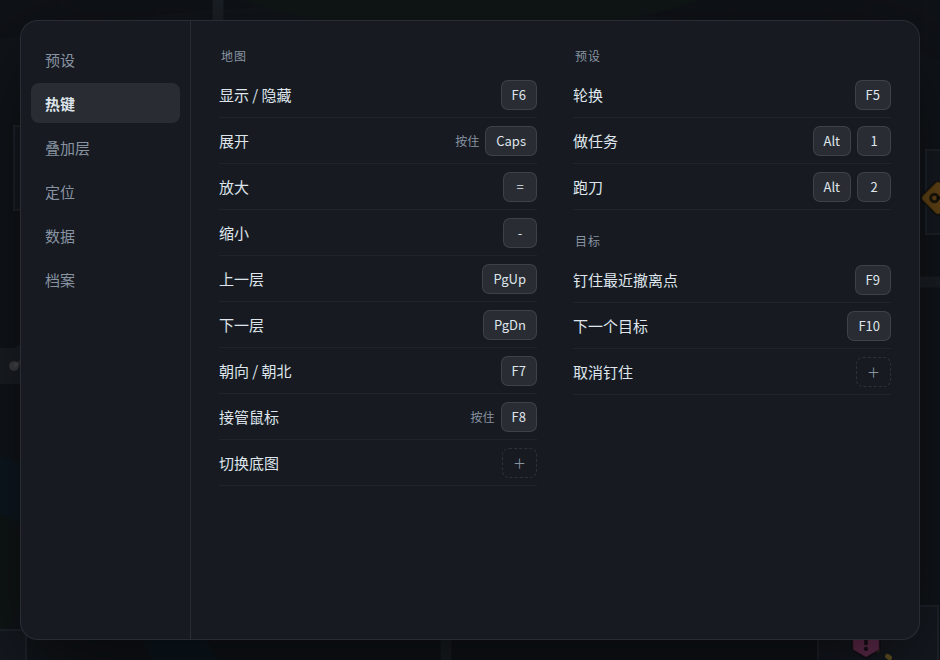 预设
热键
叠加层
定位
数据
档案
地图
显示 / 隐藏 F6
展开 按住 Caps
放大 =
缩小 -
上一层 PgUp
下一层 PgDn
朝向 / 朝北 F7
接管鼠标 按住 F8
切换底图 +
预设
轮换 F5
做任务 Alt 1
跑刀 Alt 2
目标
钉住最近撤离点 F9
下一个目标 F10
取消钉住 +